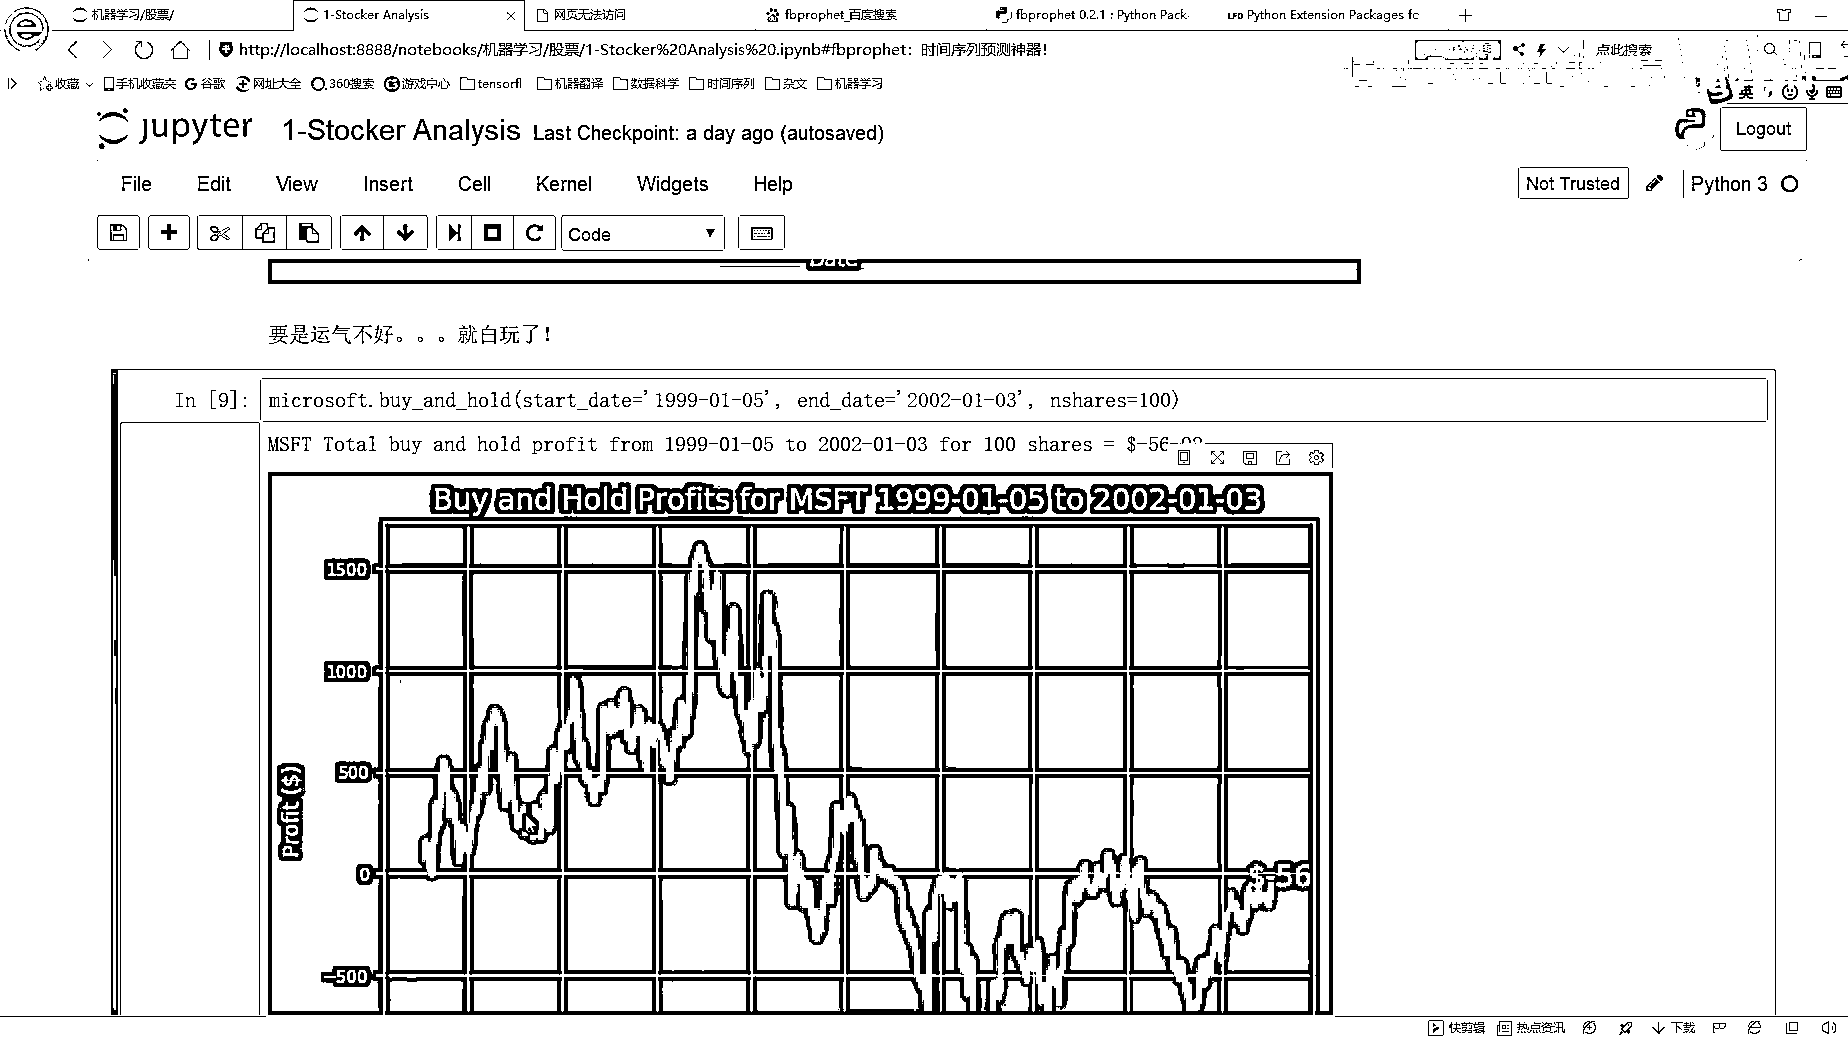 机器学习/股票/ 1-Stocker Analysis 网页无法访问 fbprophet_百度搜索 fbprophet 0.2.1 : Python Pack Python Extension Packages fo
http://localhost:8888/notebooks/机器学习/股票/1-Stocker%20Analysis%20.ipynb#fbprophet：时间序列预测神器! 点此搜索
收藏 手机收藏夹 谷歌 网址大全 360搜索 游戏中心 tensorfl 机器翻译 数据科学 时间序列 杂文 机器学习
英
jupyter 1-Stocker Analysis Last Checkpoint: a day ago (autosaved) Logout
File Edit View Insert Cell Kernel Widgets Help Not Trusted Python 3
Code
Date
要是运气不好。。。就白玩了!
In [9]: microsoft.buy_and_hold(start_date='1999-01-05', end_date='2002-01-03', nshares=100)
MSFT Total buy and hold profit from 1999-01-05 to 2002-01-03 for 100 shares = $-56
Buy and Hold Profits for MSFT 1999-01-05 to 2002-01-03
1500
1000
500
Profit ($)
0
$-56
-500
快剪辑 热点资讯 下载